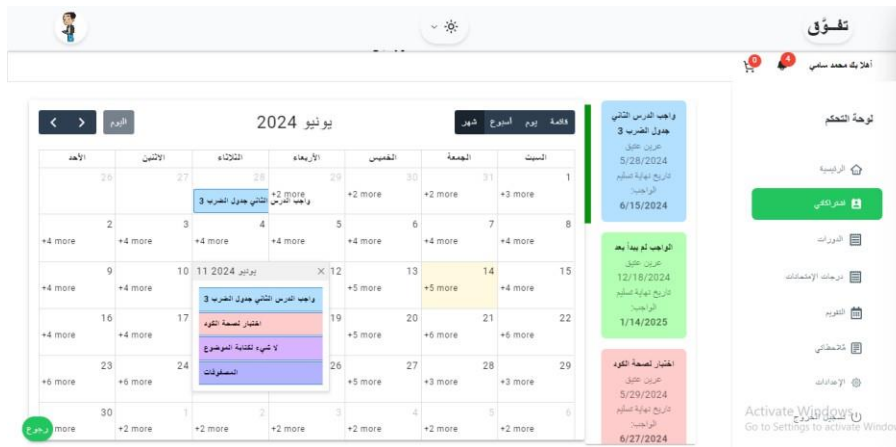 تفـوَّق
أهلا بك محمد سامي
4
0
لوحة التحكم
الرئيسية
اشتراكاتي
الدورات
درجات الإمتحانات
التقويم
ملاحظاتي
الإعدادات
تسجيل الخروج
Activate Windows
Go to Settings to activate Windo
واجب الدرس الثاني
جدول الضرب 3
عرين عتيق
5/28/2024
تاريخ نهاية تسليم
الواجب:
6/15/2024
الواجب لم يبدأ بعد
عرين عتيق
12/18/2024
تاريخ نهاية تسليم
الواجب:
1/14/2025
اختبار لصحة الكود
عرين عتيق
5/29/2024
تاريخ نهاية تسليم
الواجب:
6/27/2024
قائمة يوم أسبوع شهر
يونيو 2024
اليوم
الأحد الاثنين الثلاثاء الأربعاء الخميس الجمعة السبت
26 27 28 29 30 31 1
واجب الدرس الثاني جدول الضرب 3
+2 more +2 more +2 more +3 more
2 3 4 5 6 7 8
+4 more +4 more +4 more +4 more +4 more +4 more +4 more
9 10 12 13 14 15
+4 more +4 more +5 more +5 more +4 more
11 يونيو 2024 ×
واجب الدرس الثاني جدول الضرب 3
اختبار لصحة الكود
لا شيء لكتابة الموضوع
المصفوفات
16 17 19 20 21 22
+4 more +4 more +5 more +6 more +6 more
23 24 26 27 28 29
+6 more +6 more +5 more +3 more +3 more
30 1 2 3 4 5 6
more +2 more +2 more +2 more +2 more +2 more +2 more
رجوع